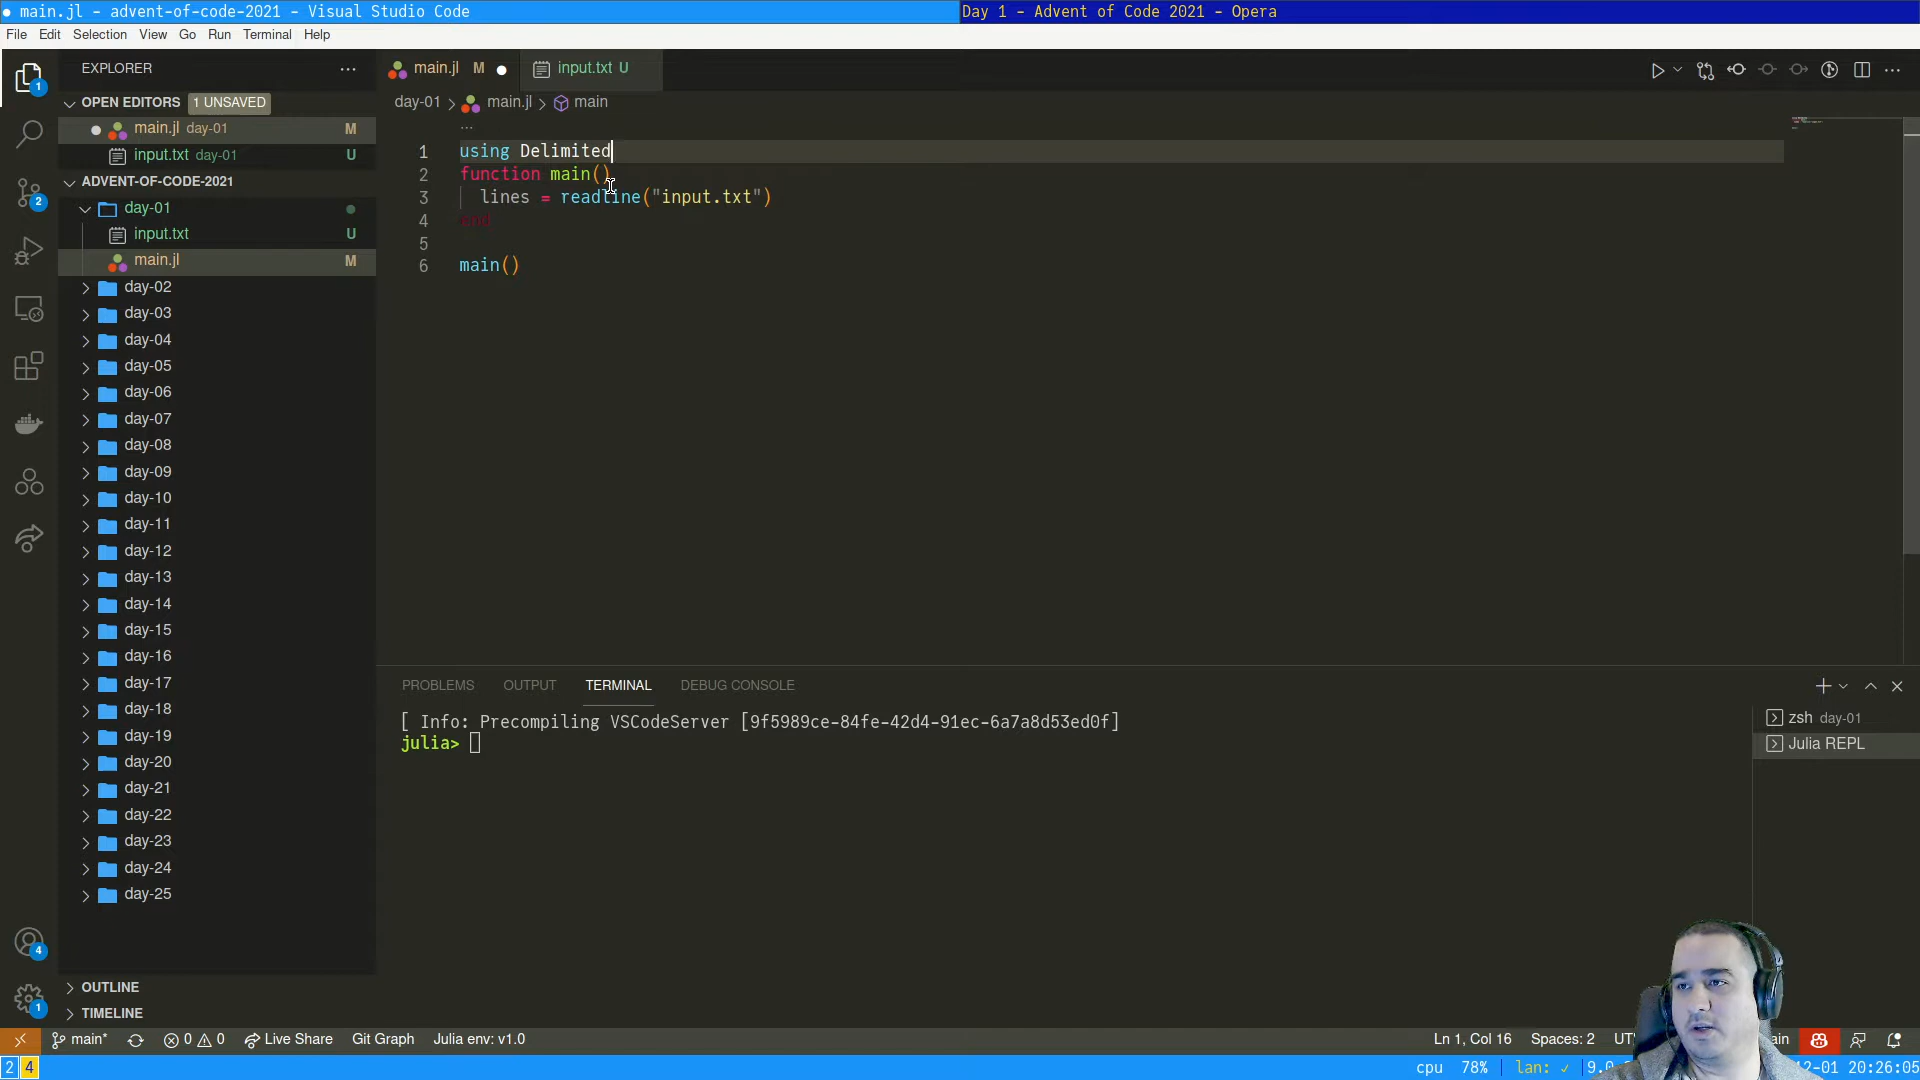 main.jl - advent-of-code-2021 - Visual Studio Code
Day 1 - Advent of Code 2021 - Opera
File Edit Selection View Go Run Terminal Help
EXPLORER
main.jl M
input.txt U
OPEN EDITORS 1 UNSAVED
day-01 > main.jl > main
main.jl day-01 M
input.txt day-01 U
ADVENT-OF-CODE-2021
day-01
input.txt U
main.jl M
day-02
day-03
day-04
day-05
day-06
day-07
day-08
day-09
day-10
day-11
day-12
day-13
day-14
day-15
day-16
day-17
day-18
day-19
day-20
day-21
day-22
day-23
day-24
day-25
OUTLINE
TIMELINE
1 using Delimited
2 function main()
3 lines = readline("input.txt")
4 end
5
6 main()
PROBLEMS OUTPUT TERMINAL DEBUG CONSOLE
[ Info: Precompiling VSCodeServer [9f5989ce-84fe-42d4-91ec-6a7a8d53ed0f]
julia>
zsh day-01
Julia REPL
1
2
4
1
main* 0 0 Live Share Git Graph Julia env: v1.0
Ln 1, Col 16 Spaces: 2
2 4
cpu 78% lan: ✓ 20:26:05